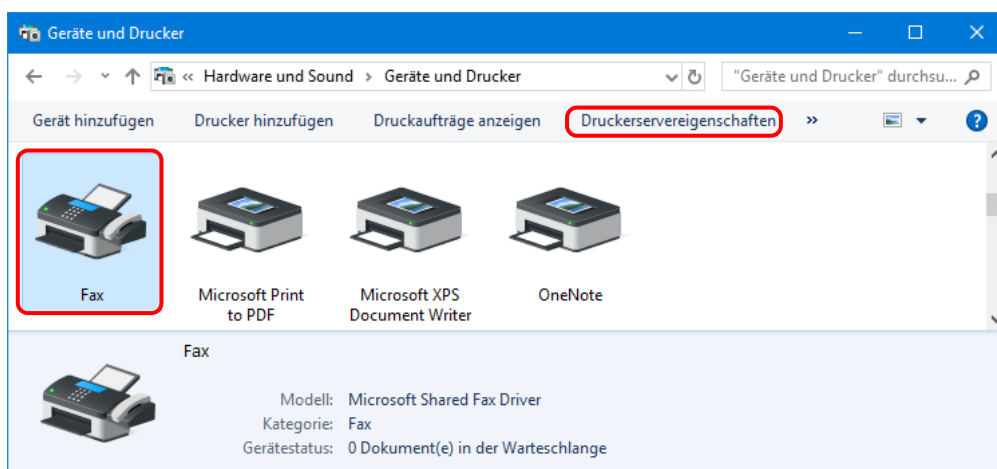 Geräte und Drucker
« Hardware und Sound › Geräte und Drucker
"Geräte und Drucker" durchsu...
Gerät hinzufügen Drucker hinzufügen Druckaufträge anzeigen Druckerservereigenschaften » ?
Fax
Microsoft Print
to PDF
Microsoft XPS
Document Writer
OneNote
Fax
Modell: Microsoft Shared Fax Driver
Kategorie: Fax
Gerätestatus: 0 Dokument(e) in der Warteschlange